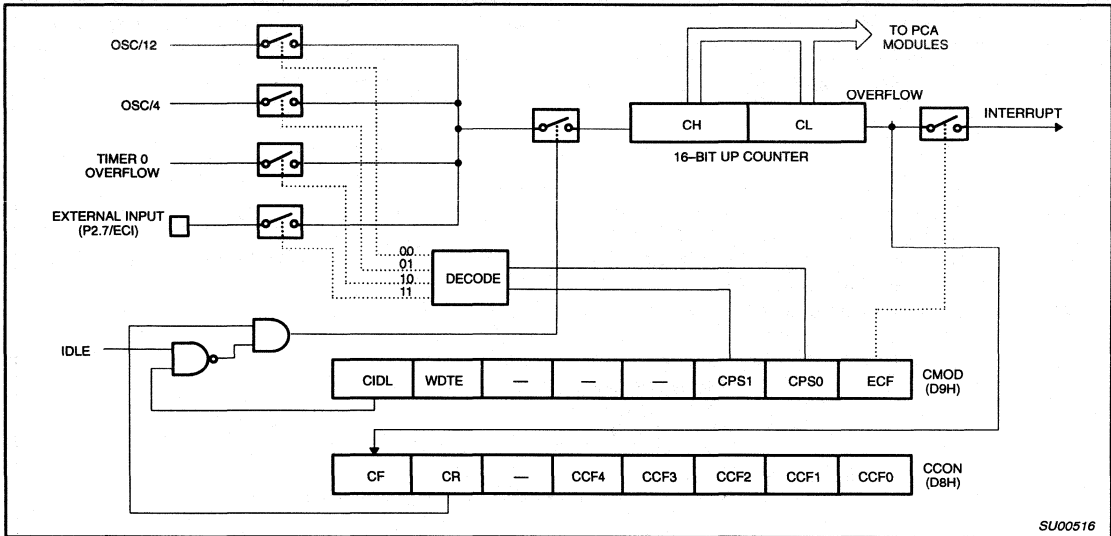 OSC/12
OSC/4
TIMER 0
OVERFLOW
EXTERNAL INPUT
(P2.7/ECI)
TO PCA
MODULES
OVERFLOW
INTERRUPT
CH CL
16–BIT UP COUNTER
00
01
10
11
DECODE
IDLE
CIDL WDTE — — — CPS1 CPS0 ECF
CMOD
(D9H)
CF CR — CCF4 CCF3 CCF2 CCF1 CCF0
CCON
(D8H)
SU00516